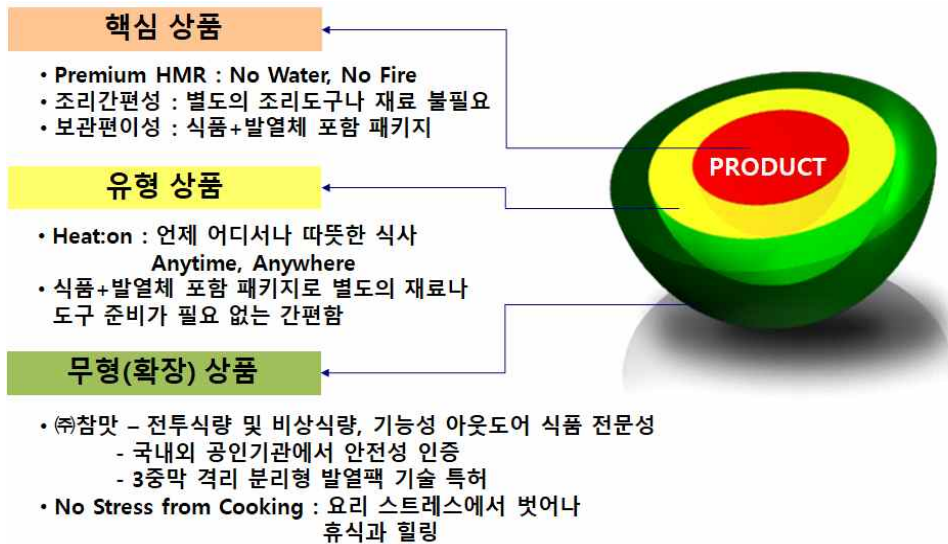 핵심 상품
• Premium HMR : No Water, No Fire
• 조리간편성 : 별도의 조리도구나 재료 불필요
• 보관편이성 : 식품+발열체 포함 패키지
PRODUCT
유형 상품
• Heat:on : 언제 어디서나 따뜻한 식사
Anytime, Anywhere
• 식품+발열체 포함 패키지로 별도의 재료나
도구 준비가 필요 없는 간편함
무형(확장) 상품
• ㈜참맛 – 전투식량 및 비상식량, 기능성 아웃도어 식품 전문성
- 국내외 공인기관에서 안전성 인증
- 3중막 격리 분리형 발열팩 기술 특허
• No Stress from Cooking : 요리 스트레스에서 벗어나
휴식과 힐링